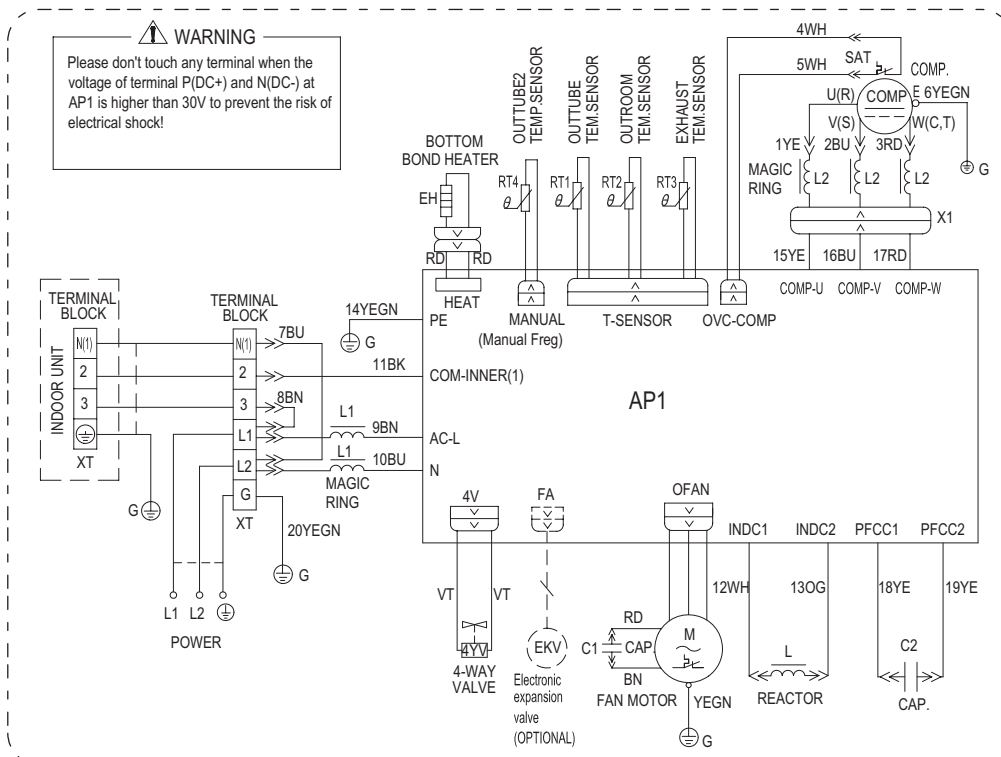 WARNING
Please don't touch any terminal when the
voltage of terminal P(DC+) and N(DC-) at
AP1 is higher than 30V to prevent the risk of
electrical shock!
OUTTUBE2
TEMP.SENSOR
OUTTUBE
TEM.SENSOR
OUTROOM
TEM.SENSOR
EXHAUST
TEM.SENSOR
4WH
5WH
SAT
COMP.
U(R)
COMP
E 6YEGN
V(S)
W(C,T)
1YE
2BU
3RD
G
MAGIC
RING
L2
L2
L2
X1
15YE
16BU
17RD
BOTTOM
BOND HEATER
EH
RD
RD
RT4
θ
RT1
θ
RT2
θ
RT3
θ
HEAT
MANUAL
(Manual Freg)
T-SENSOR
OVC-COMP
COMP-U
COMP-V
COMP-W
14YEGN
PE
G
TERMINAL
BLOCK
TERMINAL
BLOCK
INDOOR UNIT
N(1)
2
3
XT
G
N(1)
2
3
L1
L2
G
XT
7BU
11BK
COM-INNER(1)
8BN
L1
9BN
AC-L
L1
10BU
N
MAGIC
RING
20YEGN
G
L1
L2
POWER
AP1
4V
FA
OFAN
INDC1
INDC2
PFCC1
PFCC2
VT
VT
4YV
4-WAY
VALVE
EKV
Electronic
expansion
valve
(OPTIONAL)
RD
C1
CAP.
BN
M
FAN MOTOR
YEGN
G
12WH
13OG
L
REACTOR
18YE
19YE
C2
CAP.